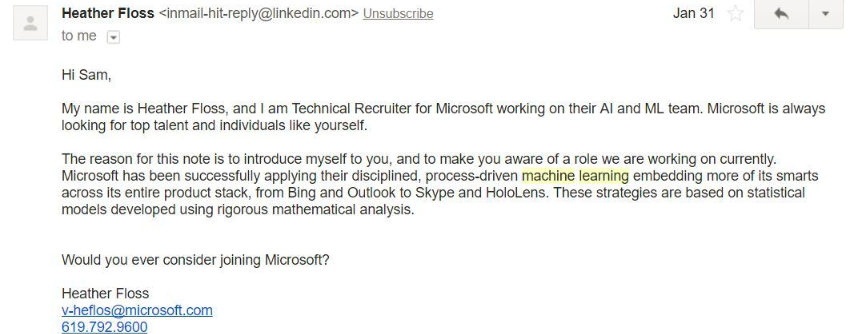 Heather Floss <inmail-hit-reply@linkedin.com> Unsubscribe
Jan 31
to me
Hi Sam,
My name is Heather Floss, and I am Technical Recruiter for Microsoft working on their AI and ML team. Microsoft is always
looking for top talent and individuals like yourself.
The reason for this note is to introduce myself to you, and to make you aware of a role we are working on currently.
Microsoft has been successfully applying their disciplined, process-driven machine learning embedding more of its smarts
across its entire product stack, from Bing and Outlook to Skype and HoloLens. These strategies are based on statistical
models developed using rigorous mathematical analysis.
Would you ever consider joining Microsoft?
Heather Floss
v-heflos@microsoft.com
619.792.9600